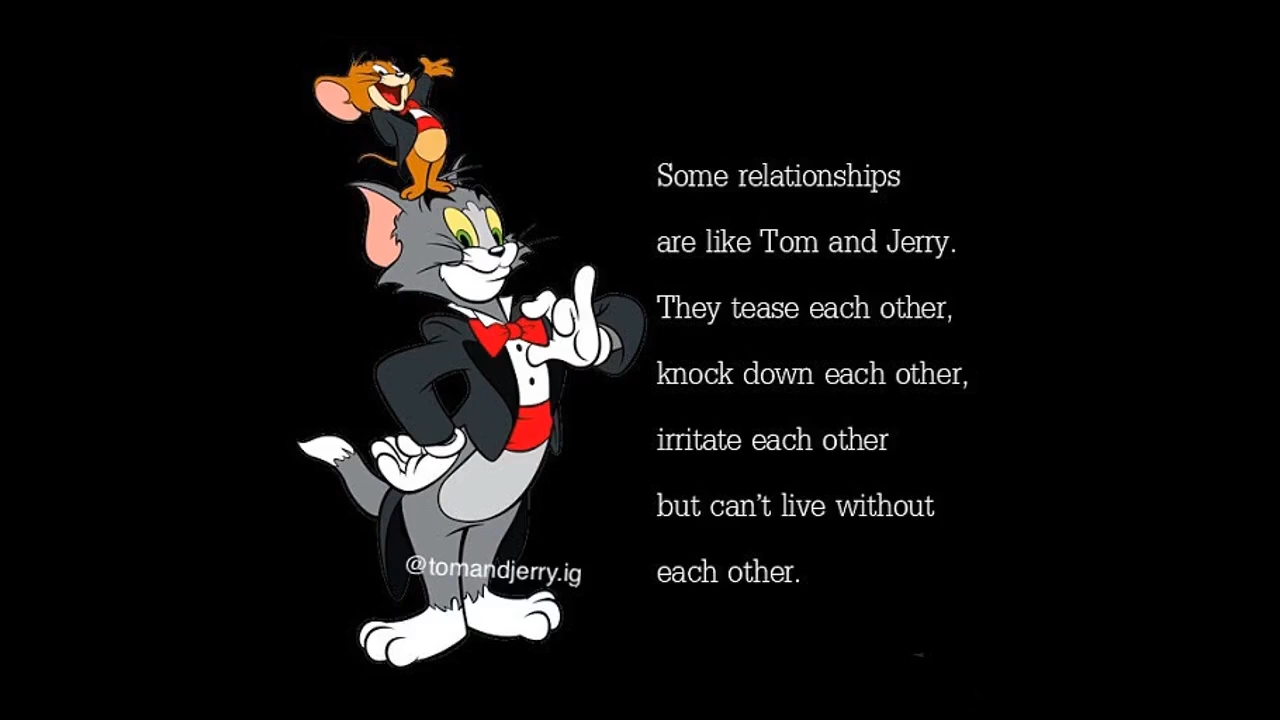 Some relationships
are like Tom and Jerry.
They tease each other,
knock down each other,
irritate each other
but can't live without
each other.
@tomandjerry.ig